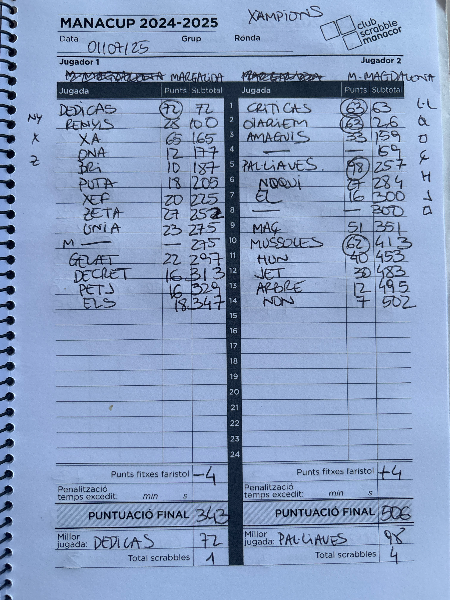 XAMPIONS
MANACUP 2024-2025
club
scrabble
manacor
Data 01/07/25 Grup Ronda
Jugador 1 Jugador 2
MARGALIDA M. MAGDALENA
Jugada Punts Subtotal Jugada Punts Subtotal
DEDICAS 72 72 1 CRITICAS 63 63
RENYIS 28 100 2 OIARIEM 63 126
XA 65 165 3 AMAGUIS 33 159
ONA 12 177 4 — — 159
BRI 10 187 5 PALLIAVES 98 257
PUTA 18 205 6 NOQUI 27 284
XEF 20 225 7 EL 16 300
ZETA 27 252 8 — — 300
UNIA 23 275 9 MAG 51 351
M — — 275 10 MUSSOLES 62 413
GELAT 22 297 11 HUN 40 453
DECRET 16 313 12 JET 30 483
PETJ 16 329 13 ARBRE 12 495
ELS 18 347 14 NON 7 502
15
16
17
18
19
20
21
22
23
24
NY
X
Z
L·L
Q
Ç
H
J
Punts fitxes faristol -4 Punts fitxes faristol +4
Penalització temps excedit: min s Penalització temps excedit: min s
PUNTUACIÓ FINAL 343 PUNTUACIÓ FINAL 506
Millor jugada: DEDICAS 72 Millor jugada: PALLIAVES 98
Total scrabbles 1 Total scrabbles 4